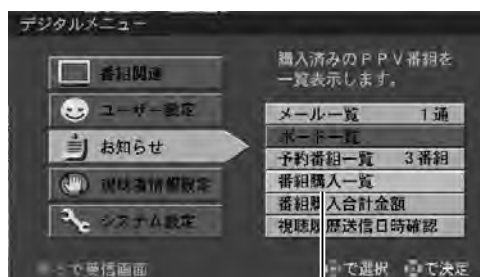 デジタルメニュー
番組関連
ユーザー設定
お知らせ
視聴者情報設定
システム設定
購入済みのPPV番組を
一覧表示します。
メール一覧 1通
ボード一覧
予約番組一覧 3番組
番組購入一覧
番組購入合計金額
視聴履歴送信日時確認
で受信画面
で選択 で決定